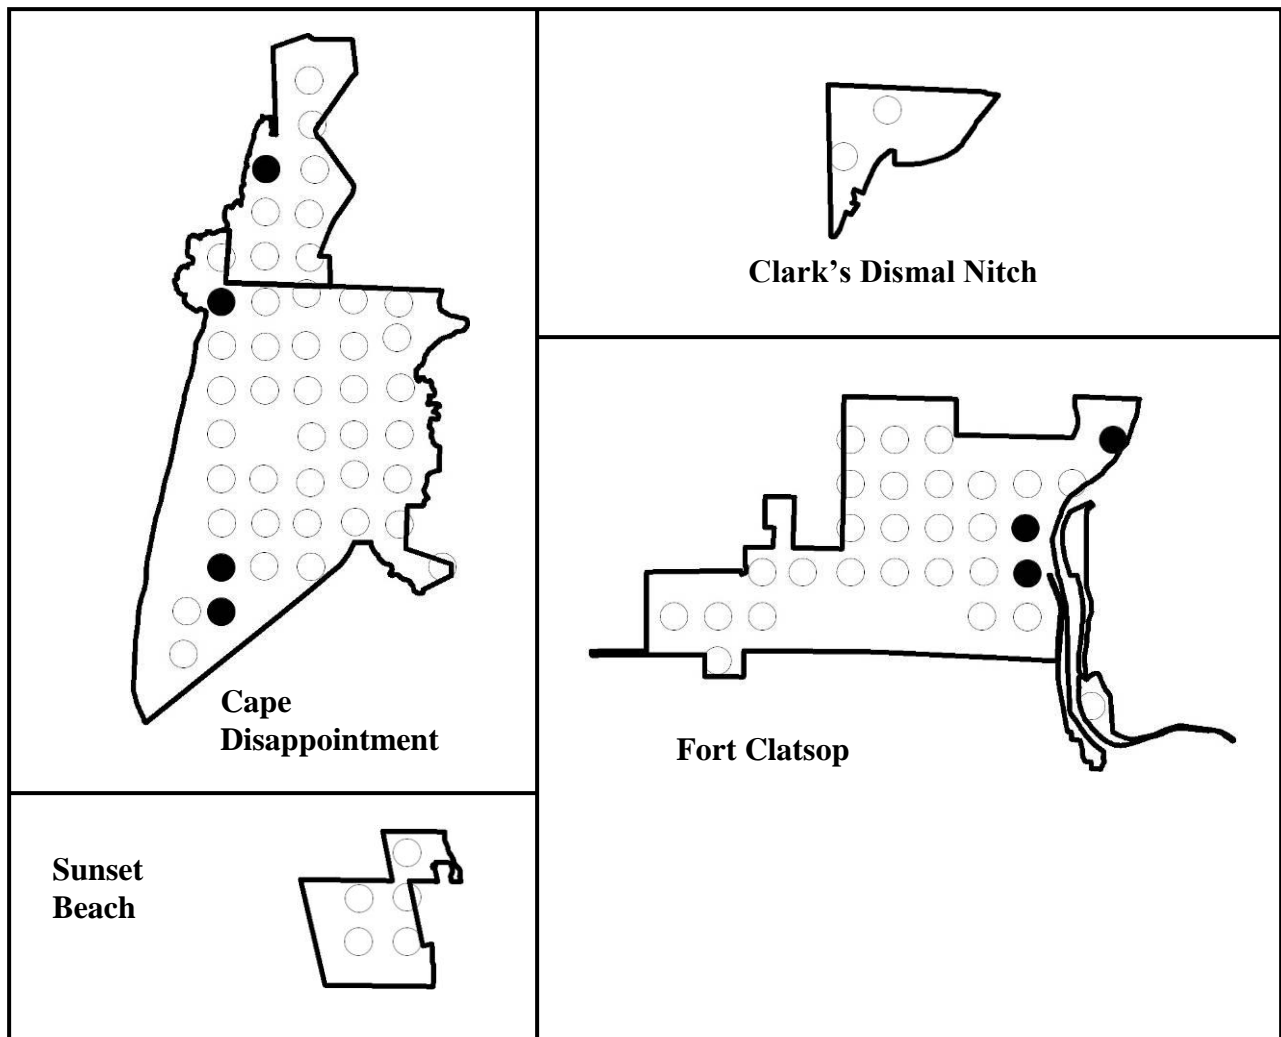 Clark's Dismal Nitch
Cape
Disappointment
Fort Clatsop
Sunset
Beach